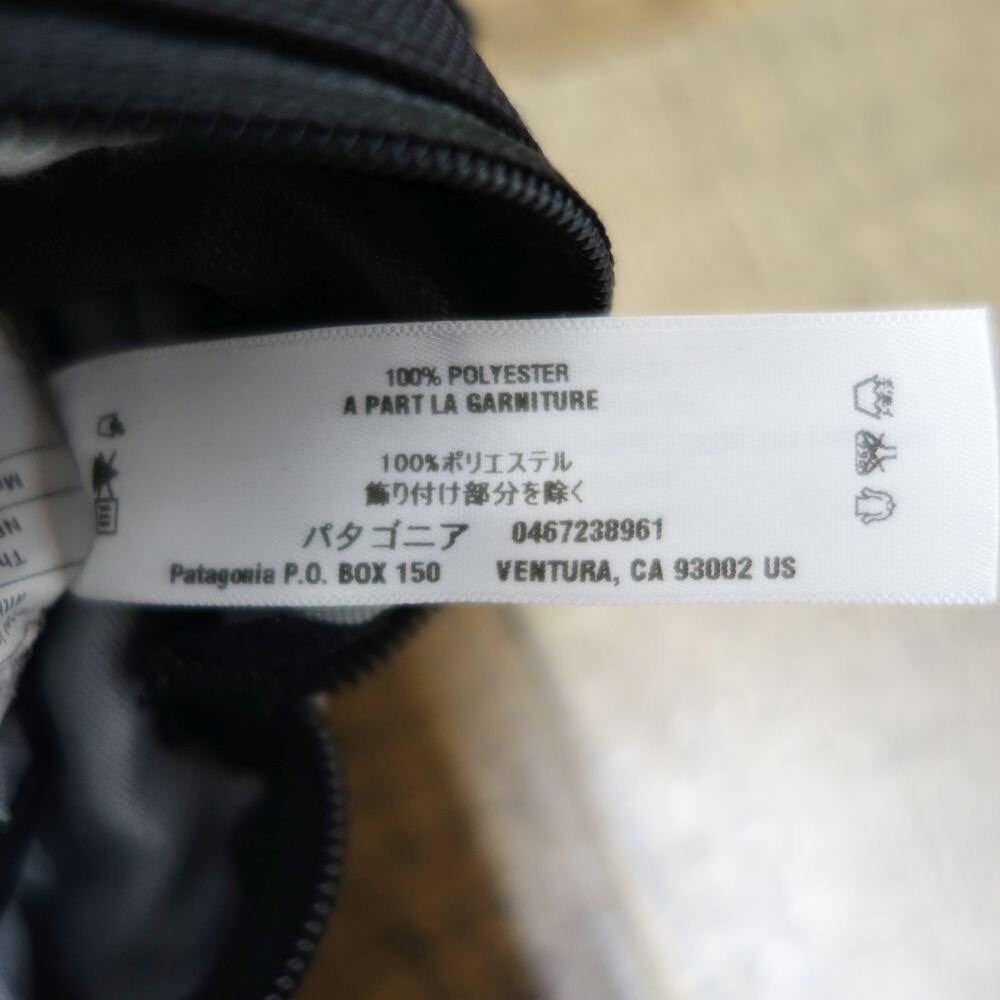 100% POLYESTER
A PART LA GARNITURE
100%ポリエステル
飾り付け部分を除く
パタゴニア 0467238961
Patagonia P.O. BOX 150 VENTURA, CA 93002 US